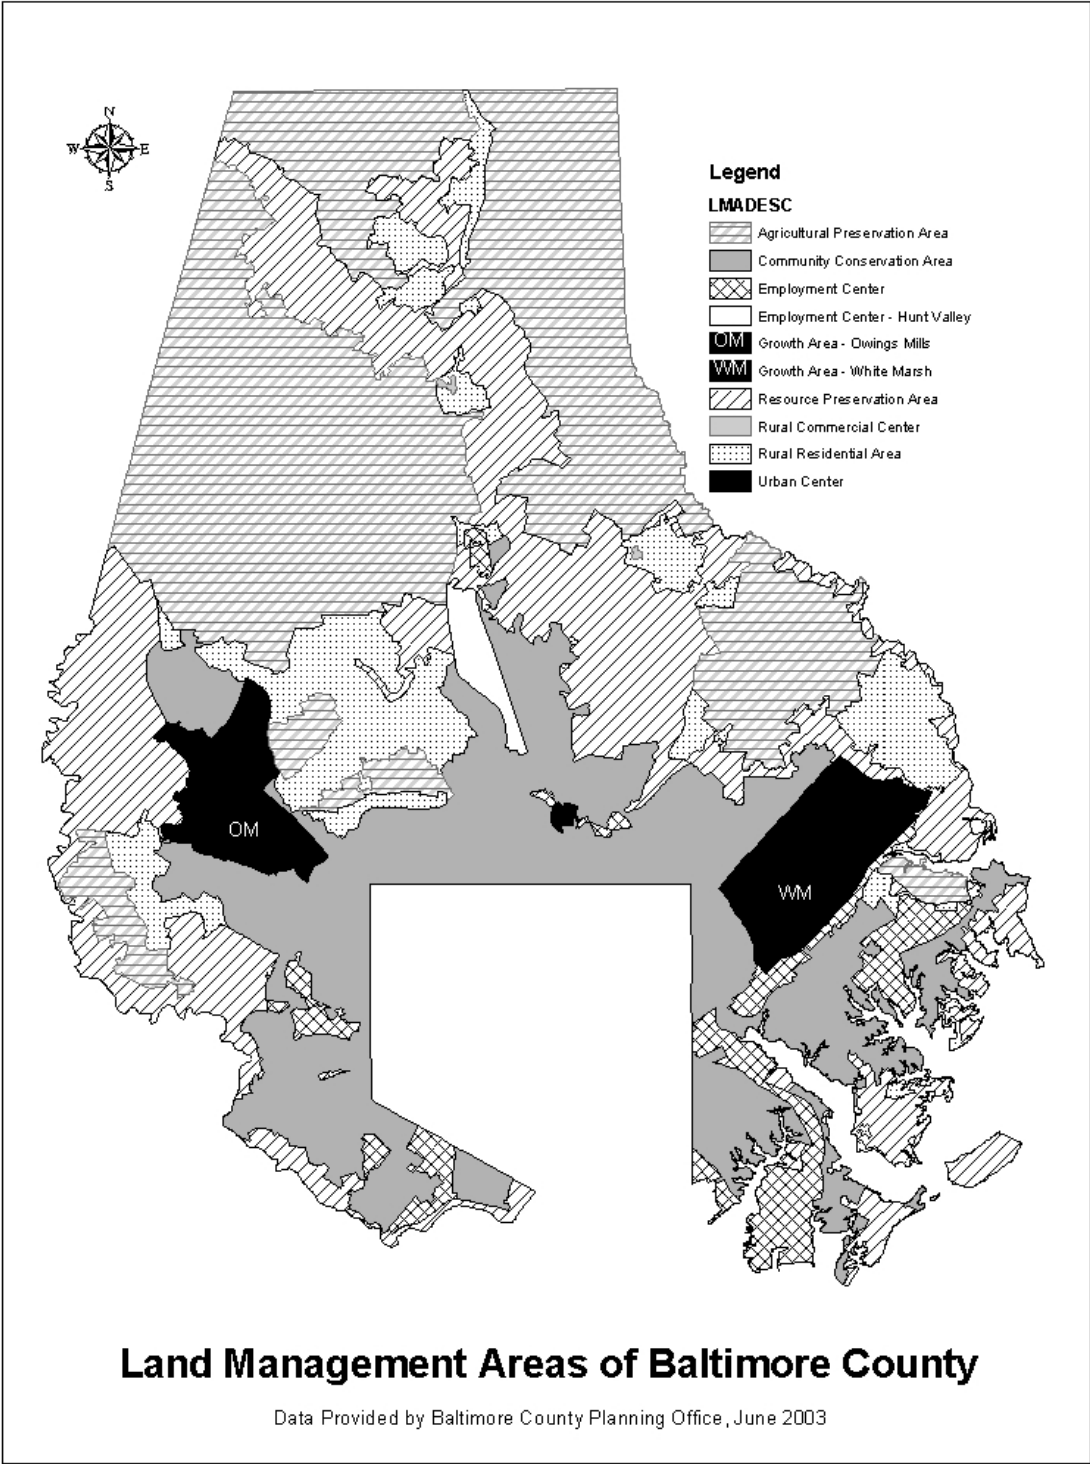 N
W E
S
Legend
LMADESC
Agricultural Preservation Area
Community Conservation Area
Employment Center
Employment Center - Hunt Valley
OM Growth Area - Owings Mills
WM Growth Area - White Marsh
Resource Preservation Area
Rural Commercial Center
Rural Residential Area
Urban Center
OM
WM
Land Management Areas of Baltimore County
Data Provided by Baltimore County Planning Office, June 2003